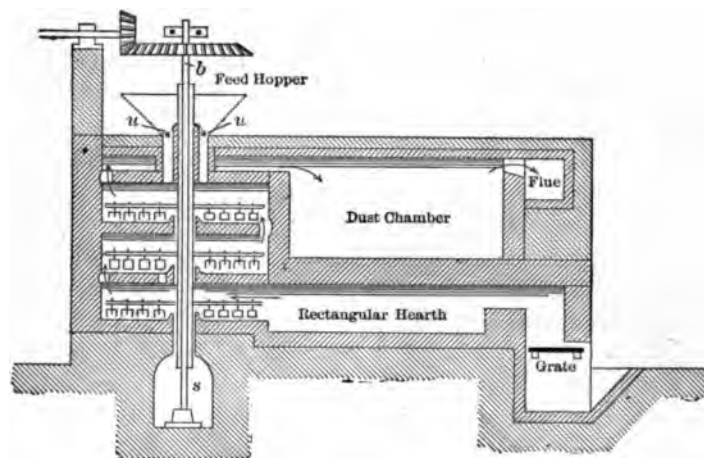 b
Feed Hopper
u
u
Flue
Dust Chamber
Rectangular Hearth
Grate
s